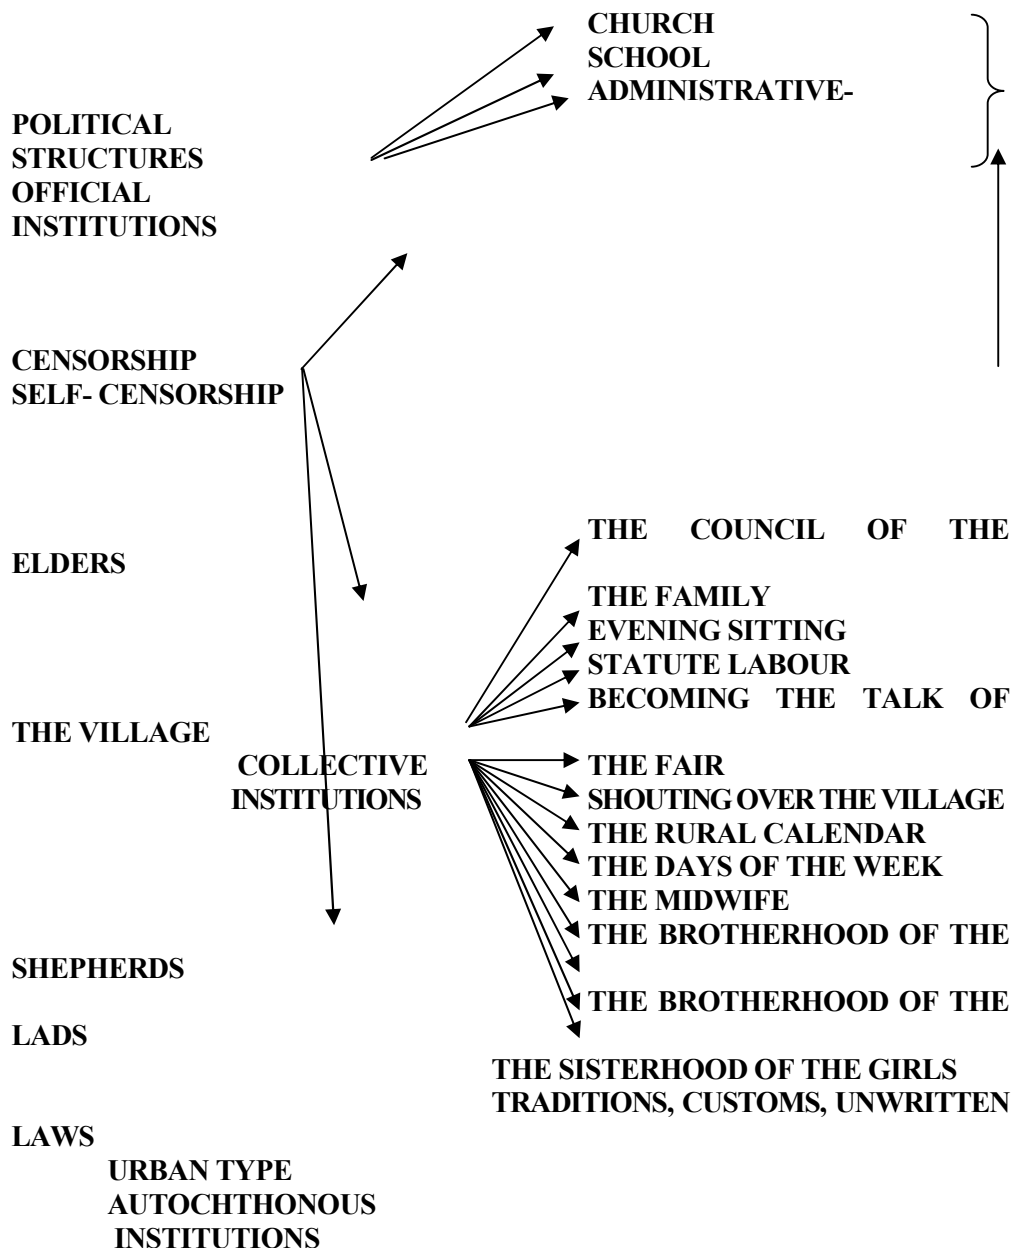 CHURCH
SCHOOL
ADMINISTRATIVE-
POLITICAL
STRUCTURES
OFFICIAL
INSTITUTIONS
CENSORSHIP
SELF- CENSORSHIP
THE COUNCIL OF THE
ELDERS
THE FAMILY
EVENING SITTING
STATUTE LABOUR
BECOMING THE TALK OF
THE VILLAGE
COLLECTIVE THE FAIR
INSTITUTIONS SHOUTING OVER THE VILLAGE
THE RURAL CALENDAR
THE DAYS OF THE WEEK
THE MIDWIFE
THE BROTHERHOOD OF THE
SHEPHERDS
THE BROTHERHOOD OF THE
LADS
THE SISTERHOOD OF THE GIRLS
TRADITIONS, CUSTOMS, UNWRITTEN
LAWS
URBAN TYPE
AUTOCHTHONOUS
INSTITUTIONS